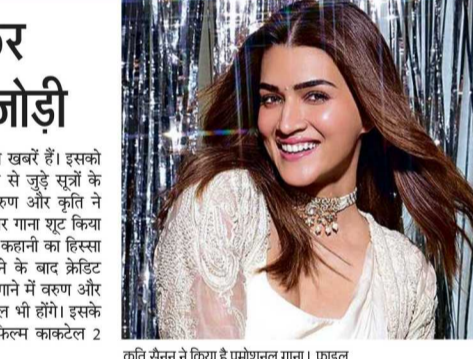 जोड़ी
खबरें हैं। इसको
से जुड़े सूत्रों के
और कृति ने
गाना शूट किया
कहानी का हिस्सा
के बाद क्रेडिट
गाने में वरुण और
भी होंगे। इसके
काकटेल 2
कृति सैनन ने किया है प्रमोशनल गाना। फाइल